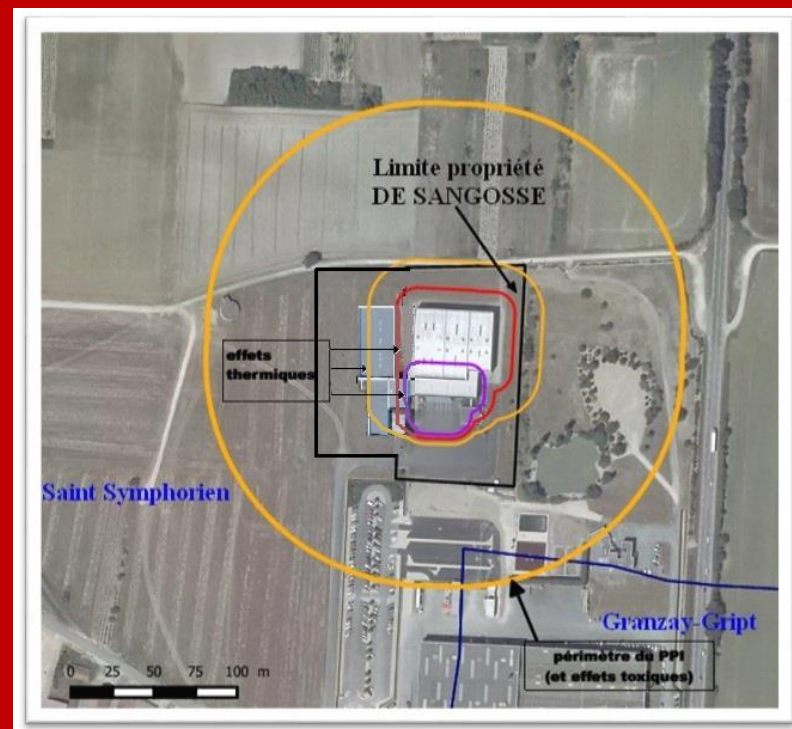 Limite propriété
DE SANGOSSE
effets
thermiques
Saint Symphorien
Granzay-Gript
périmètre du PPI
(et effets toxiques)
0 25 50 75 100 m